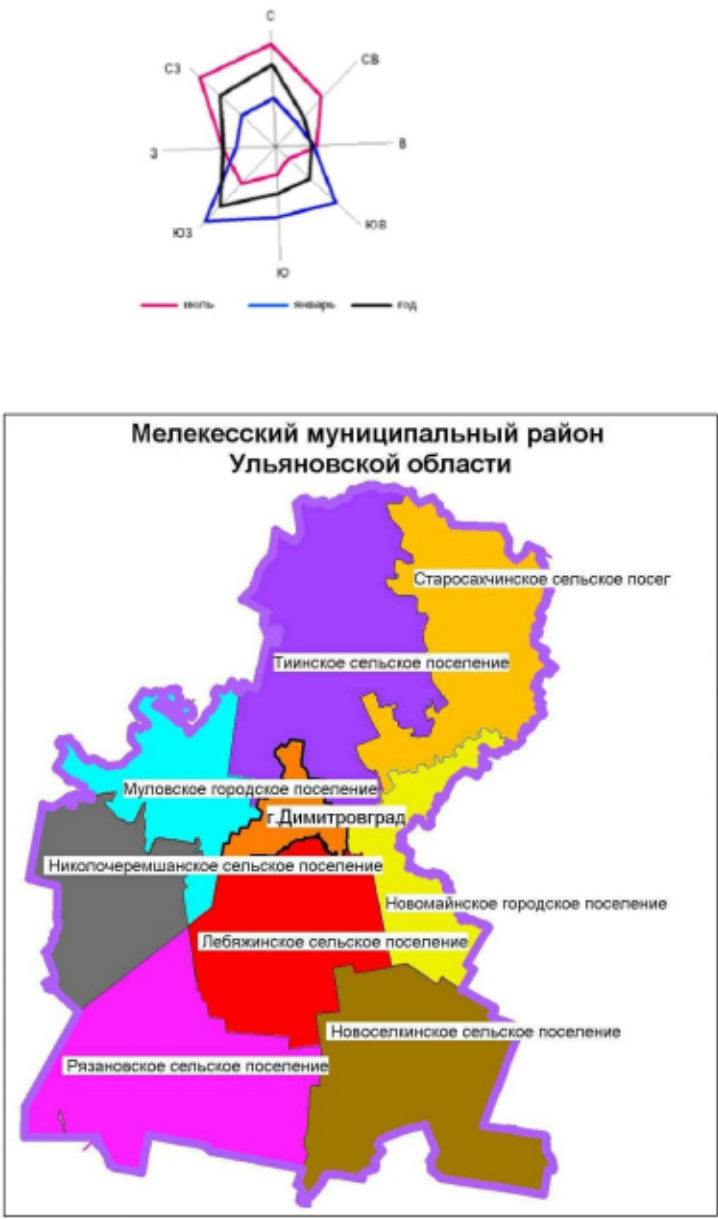 С
СЗ
СВ
З
В
ЮЗ
ЮВ
Ю
июль январь год
Мелекесский муниципальный район
Ульяновской области
Старосахчинское сельское посег
Тиинское сельское поселение
Муловское городское поселение
г.Димитровград
Николочеремшанское сельское поселение
Новомайнское городское поселение
Лебяжинское сельское поселение
Новоселкинское сельское поселение
Рязановское сельское поселение